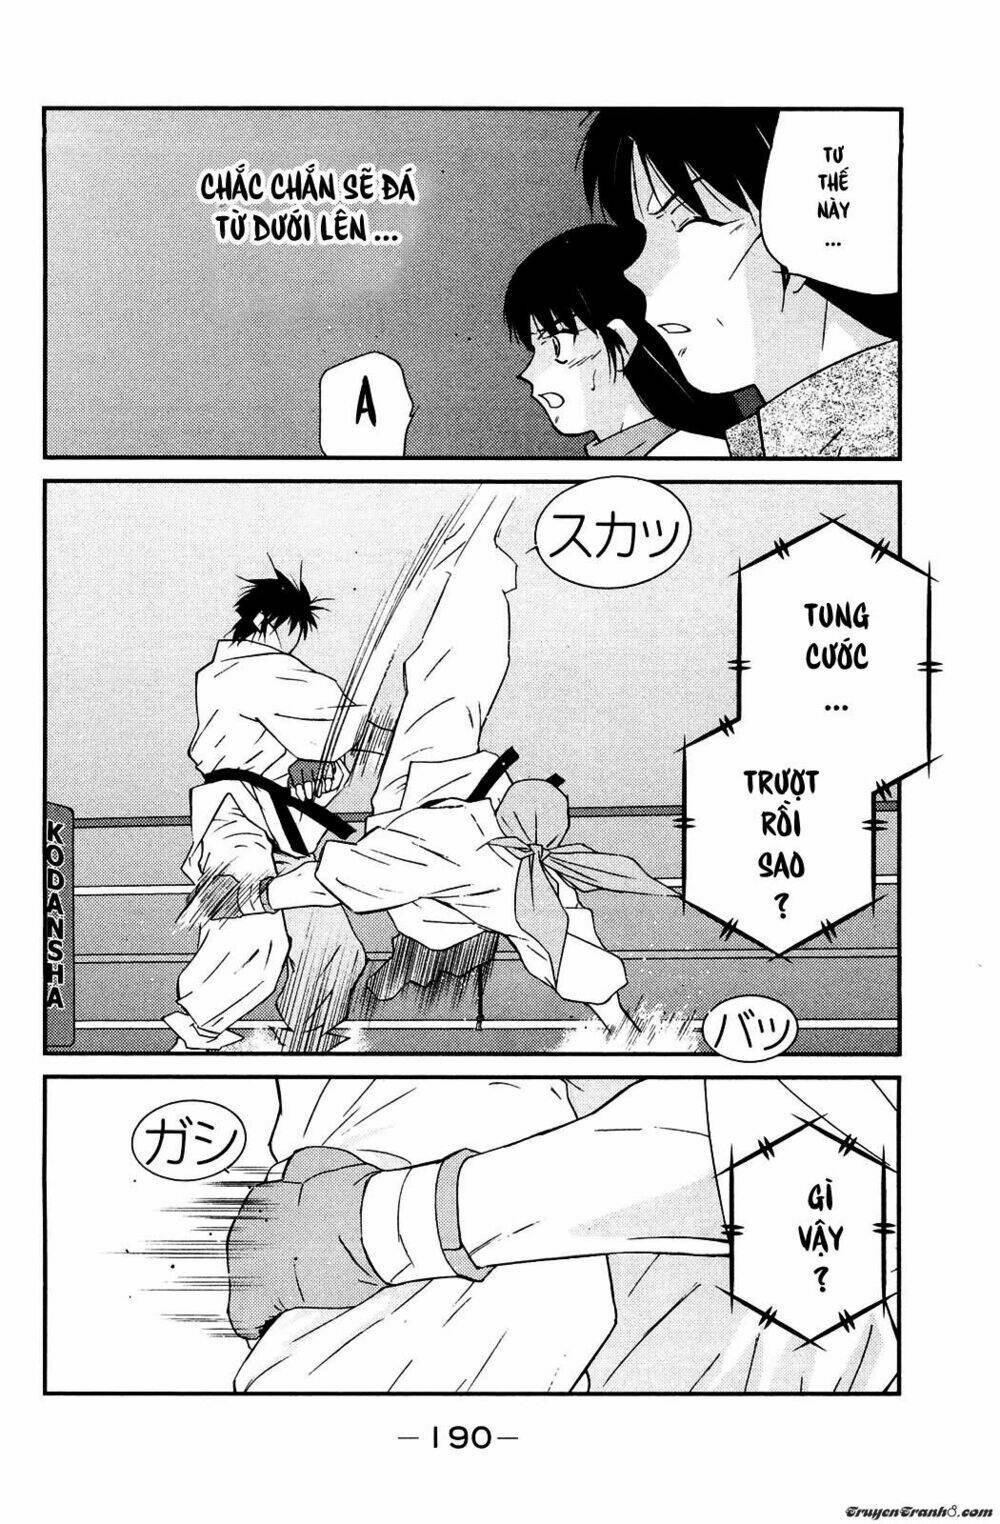 TƯ
THẾ
NÀY
...
CHẮC CHẮN SẼ ĐÁ
TỪ DƯỚI LÊN ...
A
スカッ
TUNG
CƯỚC
...
TRƯỢT
RỒI
SAO
?
KODANSHA
バッ
ガシ
GÌ
VẬY
?
—190—
TruyenTranh8.com